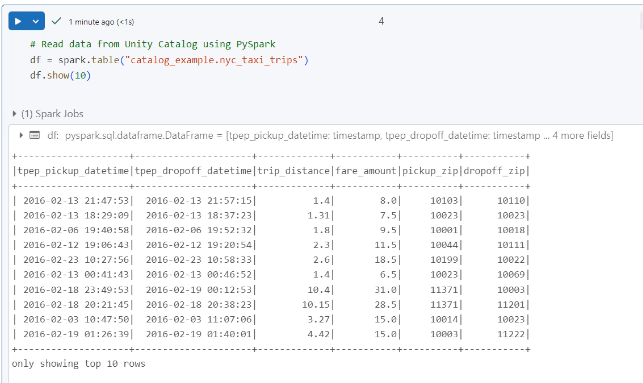 1 minute ago (<1s)
4
# Read data from Unity Catalog using PySpark
df = spark.table("catalog_example.nyc_taxi_trips")
df.show(10)
(1) Spark Jobs
df: pyspark.sql.dataframe.DataFrame = [tpep_pickup_datetime: timestamp, tpep_dropoff_datetime: timestamp ... 4 more fields]
+--------------------+---------------------+-------------+-----------+----------+-----------+
|tpep_pickup_datetime|tpep_dropoff_datetime|trip_distance|fare_amount|pickup_zip|dropoff_zip|
+--------------------+---------------------+-------------+-----------+----------+-----------+
| 2016-02-13 21:47:53|  2016-02-13 21:57:15|          1.4|        8.0|     10103|      10110|
| 2016-02-13 18:29:09|  2016-02-13 18:37:23|         1.31|        7.5|     10023|      10023|
| 2016-02-06 19:40:58|  2016-02-06 19:52:32|          1.8|        9.5|     10001|      10018|
| 2016-02-12 19:06:43|  2016-02-12 19:20:54|          2.3|       11.5|     10044|      10111|
| 2016-02-23 10:27:56|  2016-02-23 10:58:33|          2.6|       18.5|     10199|      10022|
| 2016-02-13 00:41:43|  2016-02-13 00:46:52|          1.4|        6.5|     10023|      10069|
| 2016-02-18 23:49:53|  2016-02-19 00:12:53|         10.4|       31.0|     11371|      10003|
| 2016-02-18 20:21:45|  2016-02-18 20:38:23|        10.15|       28.5|     11371|      11201|
| 2016-02-03 10:47:50|  2016-02-03 11:07:06|         3.27|       15.0|     10014|      10023|
| 2016-02-19 01:26:39|  2016-02-19 01:40:01|         4.42|       15.0|     10003|      11222|
+--------------------+---------------------+-------------+-----------+----------+-----------+
only showing top 10 rows